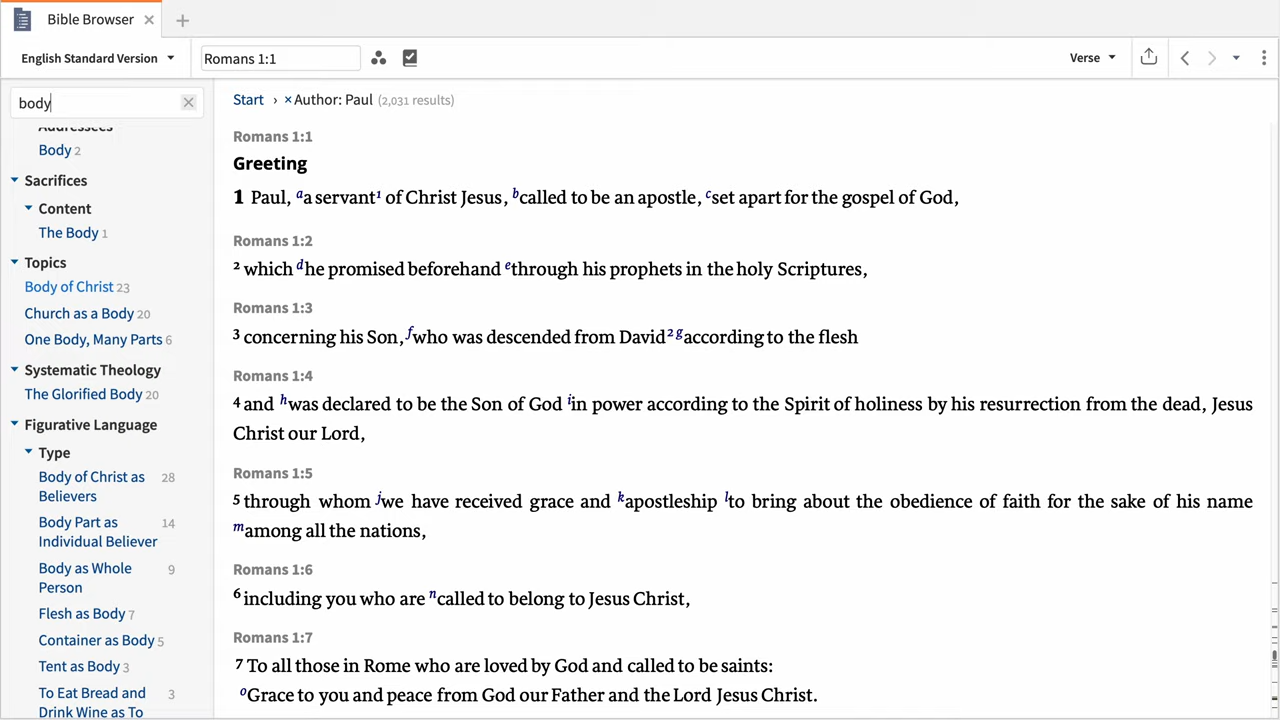 Bible Browser
English Standard Version
Romans 1:1
Verse
body
Addressees
Body 2
Sacrifices
Content
The Body 1
Topics
Body of Christ 23
Church as a Body 20
One Body, Many Parts 6
Systematic Theology
The Glorified Body 20
Figurative Language
Type
Body of Christ as 28
Believers
Body Part as 14
Individual Believer
Body as Whole 9
Person
Flesh as Body 7
Container as Body 5
Tent as Body 3
To Eat Bread and 3
Drink Wine as To
Start › × Author: Paul (2,031 results)
Romans 1:1
Greeting
1 Paul, a a servant1 of Christ Jesus, b called to be an apostle, c set apart for the gospel of God,
Romans 1:2
2 which d he promised beforehand e through his prophets in the holy Scriptures,
Romans 1:3
3 concerning his Son, f who was descended from David2 g according to the flesh
Romans 1:4
4 and h was declared to be the Son of God i in power according to the Spirit of holiness by his resurrection from the dead, Jesus
Christ our Lord,
Romans 1:5
5 through whom j we have received grace and k apostleship l to bring about the obedience of faith for the sake of his name
m among all the nations,
Romans 1:6
6 including you who are n called to belong to Jesus Christ,
Romans 1:7
7 To all those in Rome who are loved by God and called to be saints:
o Grace to you and peace from God our Father and the Lord Jesus Christ.